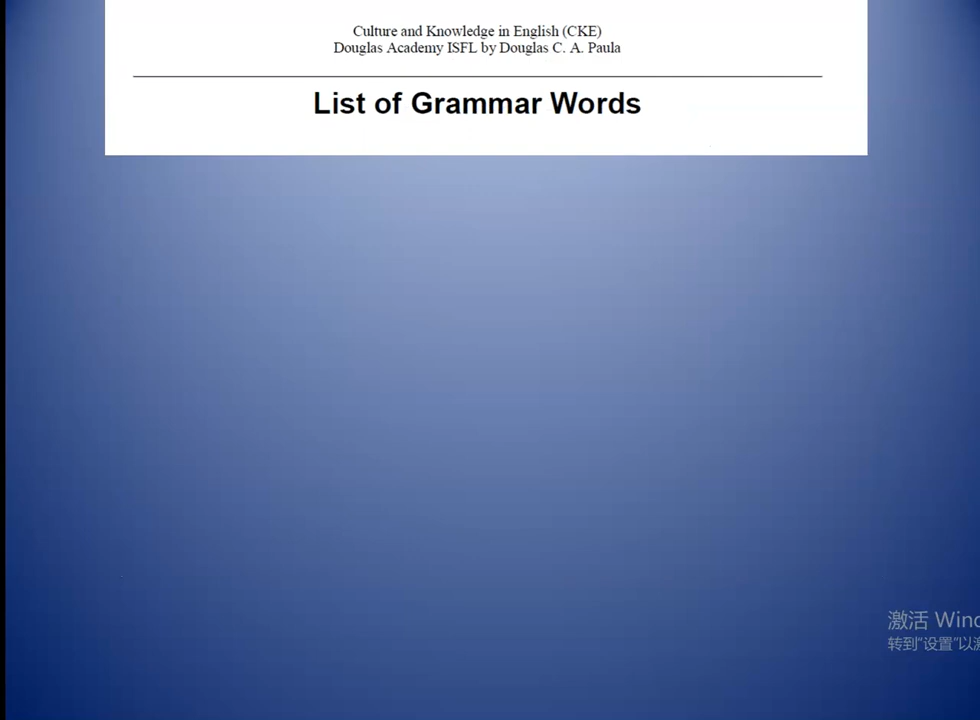 Culture and Knowledge in English (CKE)
Douglas Academy ISFL by Douglas C. A. Paula
List of Grammar Words
激活 Wind
转到“设置”以激